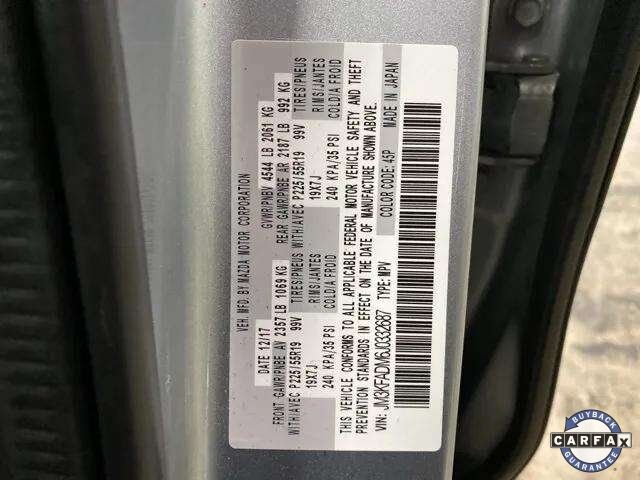 VEH. MFD BY MAZDA MOTOR CORPORATION
DATE 12/17 GVWR/PNBV 4544 LB 2061 KG
FRONT GAWR/PNBE AV 2357 LB 1069 KG REAR GAWR/PNBE AR 2187 LB 992 KG
WITH/AVEC P225/55R19 99V TIRES/PNEUS WITH/AVEC P225/55R19 99V TIRES/PNEUS
19X7J RIMS/JANTES 19X7J RIMS/JANTES
240 KPA/35 PSI COLD/A FROID 240 KPA/35 PSI COLD/A FROID
THIS VEHICLE CONFORMS TO ALL APPLICABLE FEDERAL MOTOR VEHICLE SAFETY AND THEFT
PREVENTION STANDARDS IN EFFECT ON THE DATE OF MANUFACTURE SHOWN ABOVE.
COLOR CODE: 45P MADE IN JAPAN
VIN: JM3KFADM6J0332687 TYPE: MPV
BUYBACK
CARFAX
GUARANTEE